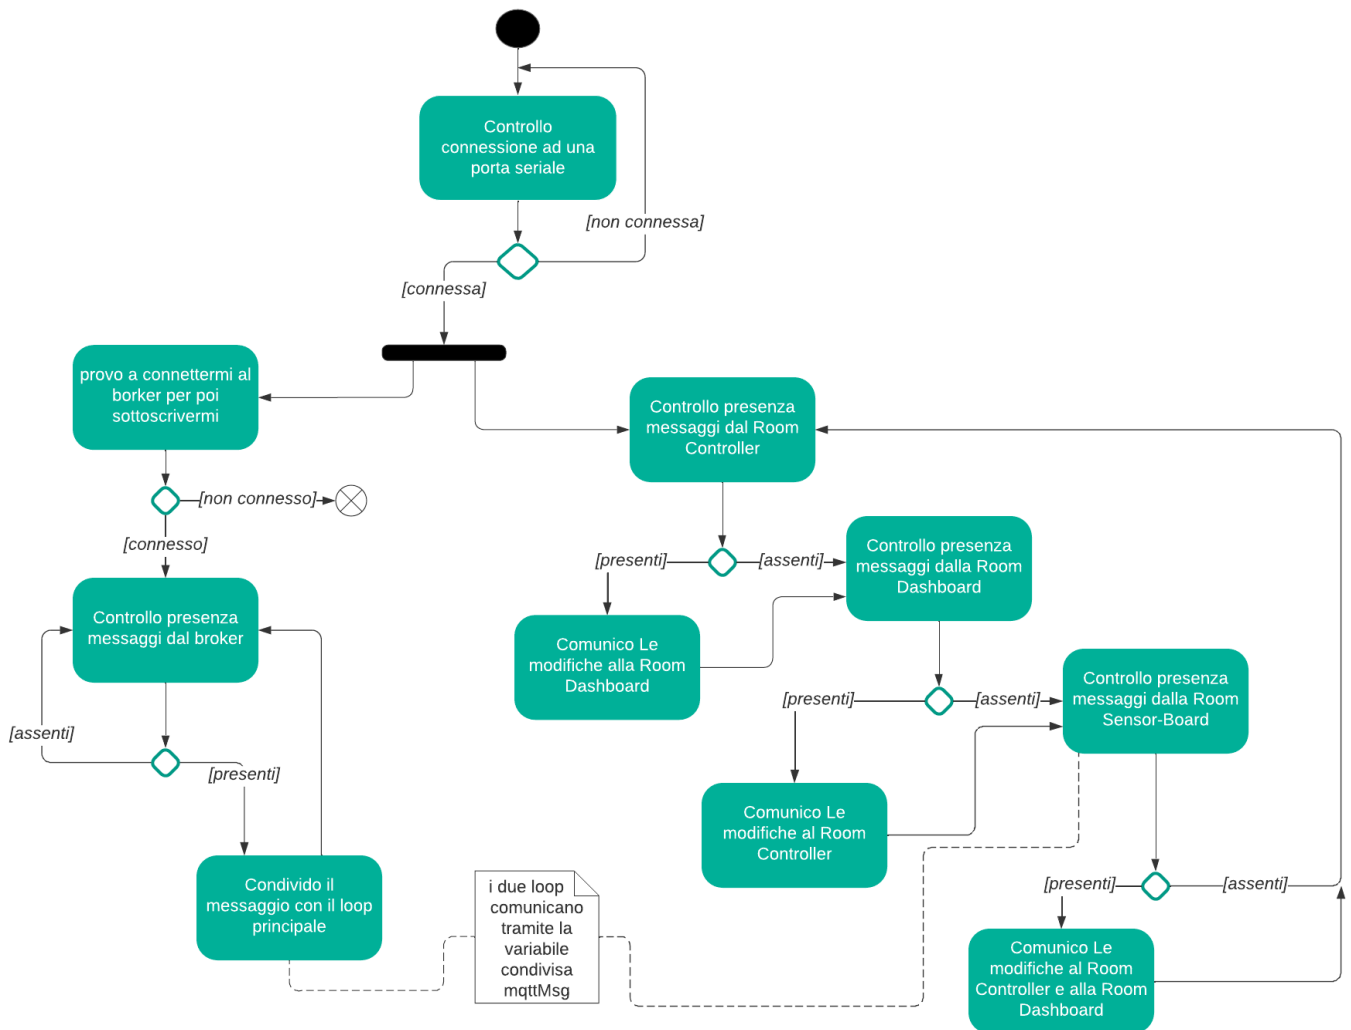 Controllo
connessione ad una
porta seriale
[non connessa]
[connessa]
provo a connettermi al
borker per poi
sottoscrivermi
[non connesso]
[connesso]
Controllo presenza
messaggi dal broker
[assenti]
[presenti]
Condivido il
messaggio con il loop
principale
i due loop
comunicano
tramite la
variabile
condivisa
mqttMsg
Controllo presenza
messaggi dal Room
Controller
[presenti]
[assenti]
Comunico Le
modifiche alla Room
Dashboard
Controllo presenza
messaggi dalla Room
Dashboard
[presenti]
[assenti]
Comunico Le
modifiche al Room
Controller
Controllo presenza
messaggi dalla Room
Sensor-Board
[presenti]
[assenti]
Comunico Le
modifiche al Room
Controller e alla Room
Dashboard